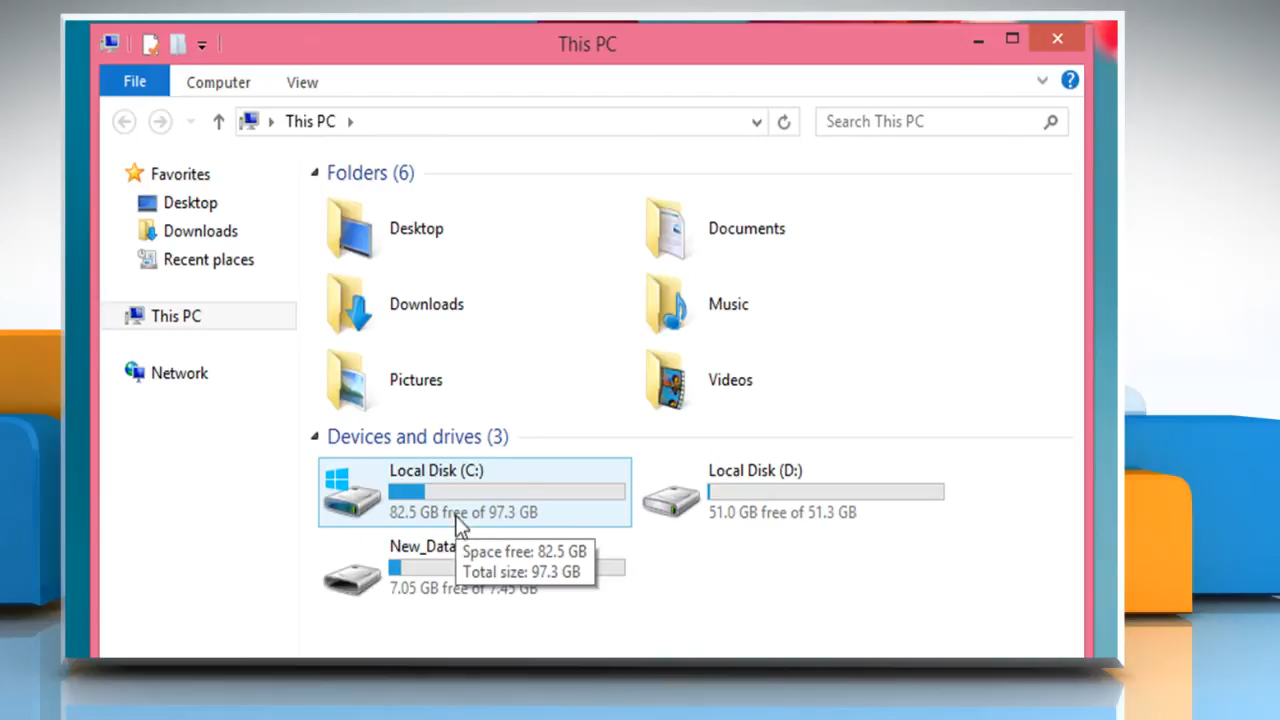 This PC
File Computer View
This PC Search This PC
Favorites
Desktop
Downloads
Recent places
This PC
Network
Folders (6)
Desktop Documents
Downloads Music
Pictures Videos
Devices and drives (3)
Local Disk (C:) Local Disk (D:)
82.5 GB free of 97.3 GB 51.0 GB free of 51.3 GB
New_Data
Space free: 82.5 GB
Total size: 97.3 GB
7.05 GB free of 7.45 GB